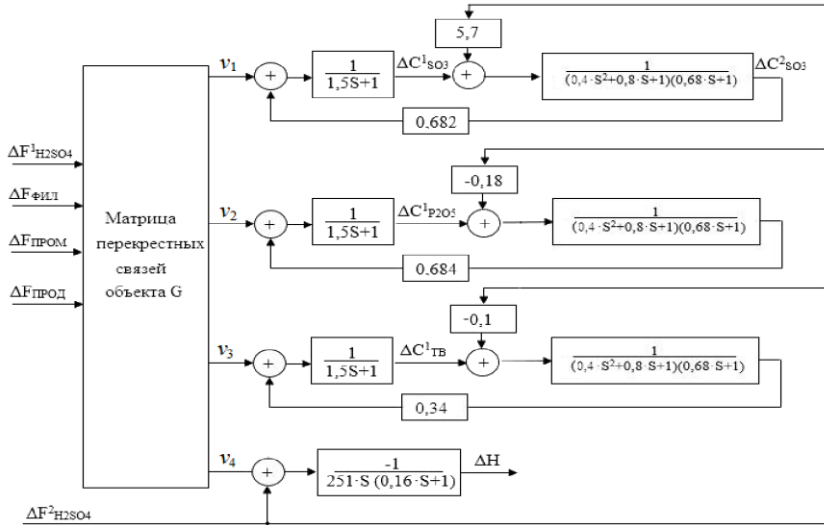 5,7
v1
+
1
1,5S+1
ΔC¹SO3
+
1
(0,4·S²+0,8·S+1)(0,68·S+1)
ΔC²SO3
0,682
ΔF¹H2SO4
ΔFФИЛ
ΔFПРОМ
ΔFПРОД
Матрица
перекрестных
связей
объекта G
-0,18
v2
+
1
1,5S+1
ΔC¹P2O5
+
1
(0,4·S²+0,8·S+1)(0,68·S+1)
0,684
-0,1
v3
+
1
1,5S+1
ΔC¹ТВ
+
1
(0,4·S²+0,8·S+1)(0,68·S+1)
0,34
v4
+
-1
251·S (0,16·S+1)
ΔH
ΔF²H2SO4